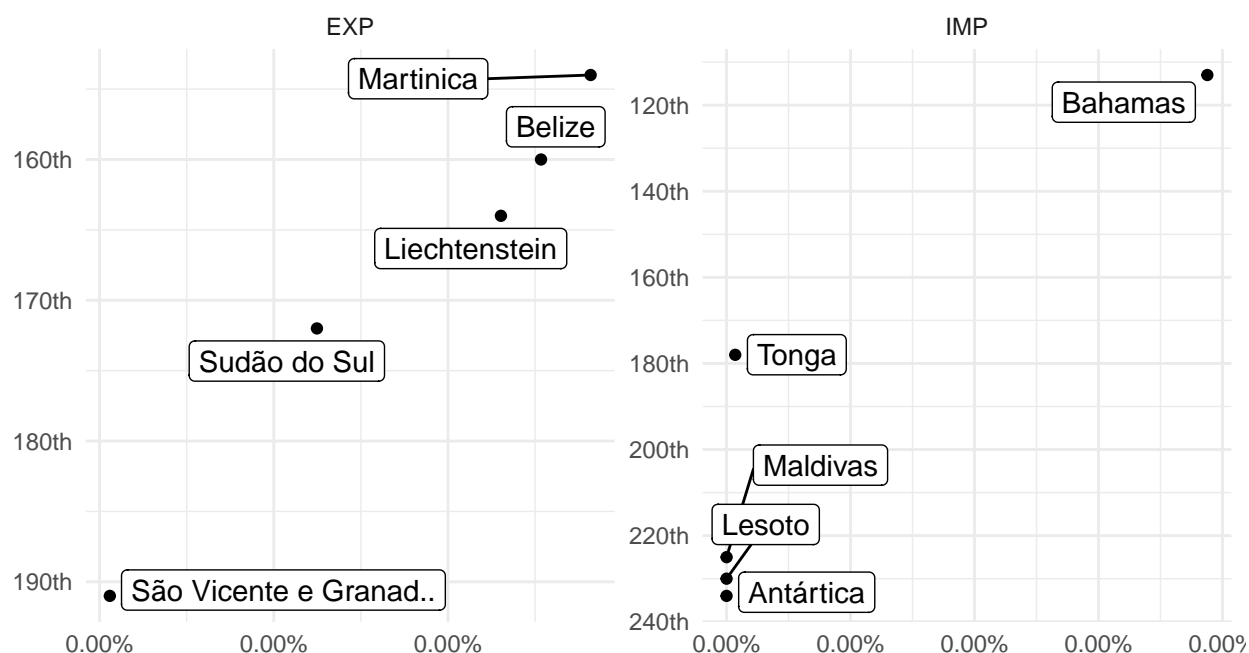 EXP
Martinica
Belize
160th
Liechtenstein
170th
Sudão do Sul
180th
190th
São Vicente e Granad..
0.00%
0.00%
0.00%
IMP
120th
Bahamas
140th
160th
Tonga
180th
200th
Maldivas
Lesoto
220th
Antártica
240th
0.00%
0.00%
0.00%
0.00%
0.00%